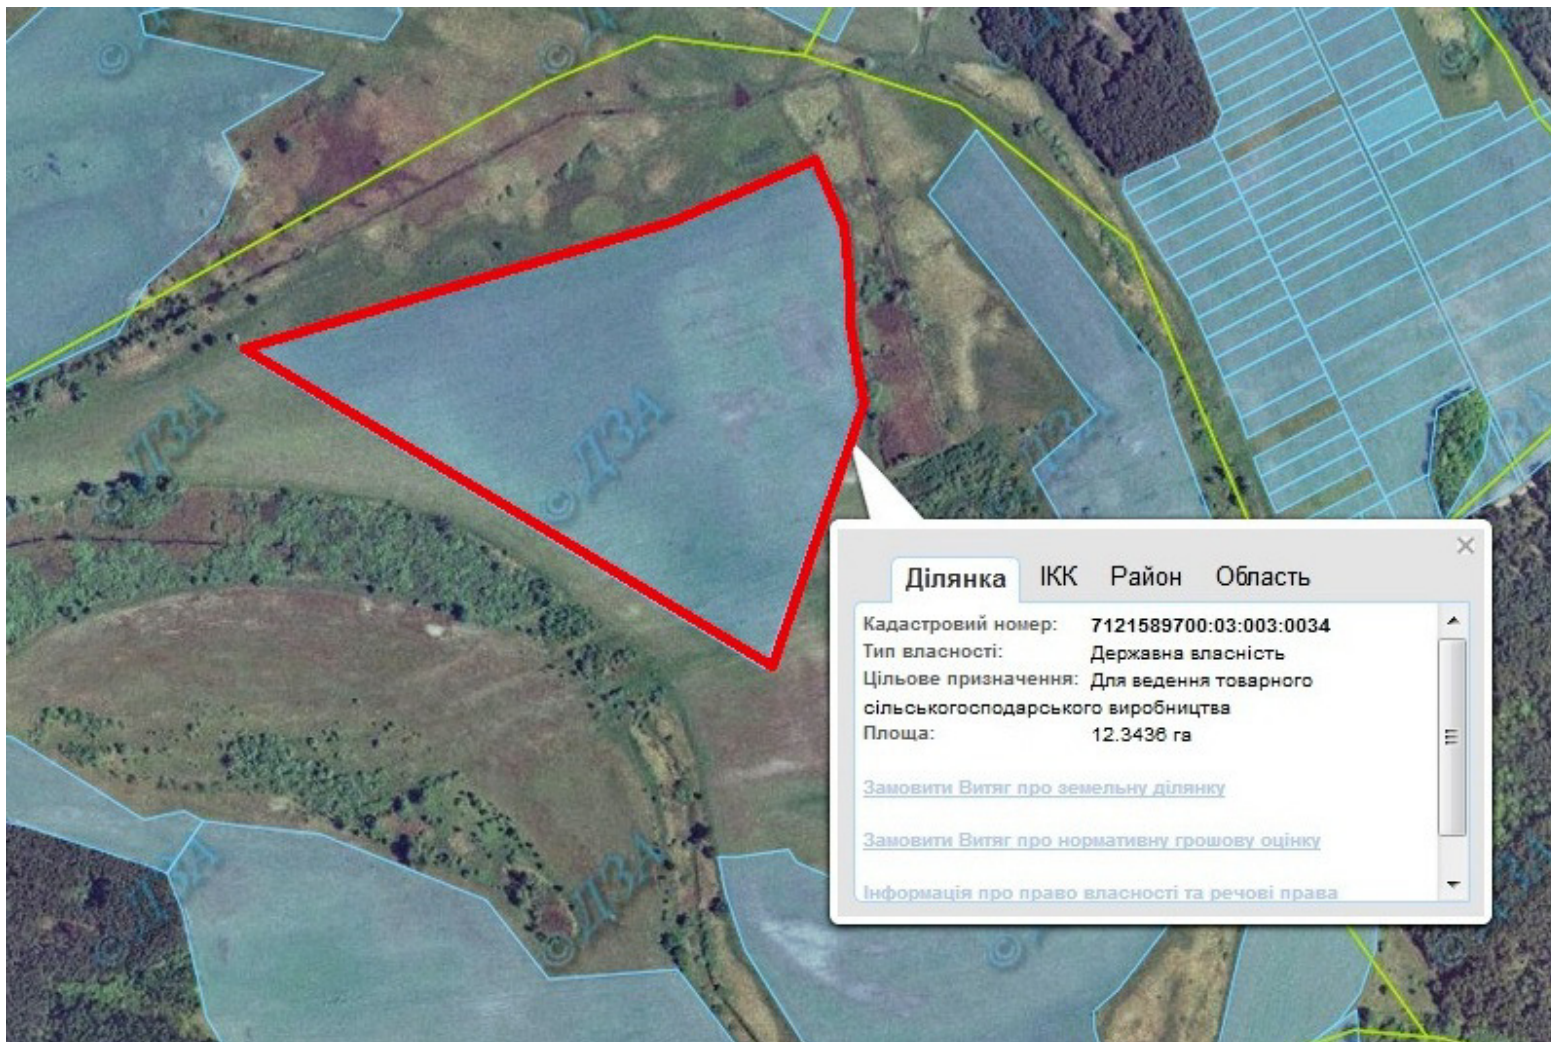 © ДЗА
© ДЗА
© ДЗА
Ділянка ІКК Район Область
Кадастровий номер: 7121589700:03:003:0034
Тип власності: Державна власність
Цільове призначення: Для ведення товарного
сільськогосподарського виробництва
Площа: 12.3436 га
Замовити Витяг про земельну ділянку
Замовити Витяг про нормативну грошову оцінку
Інформація про право власності та речові права